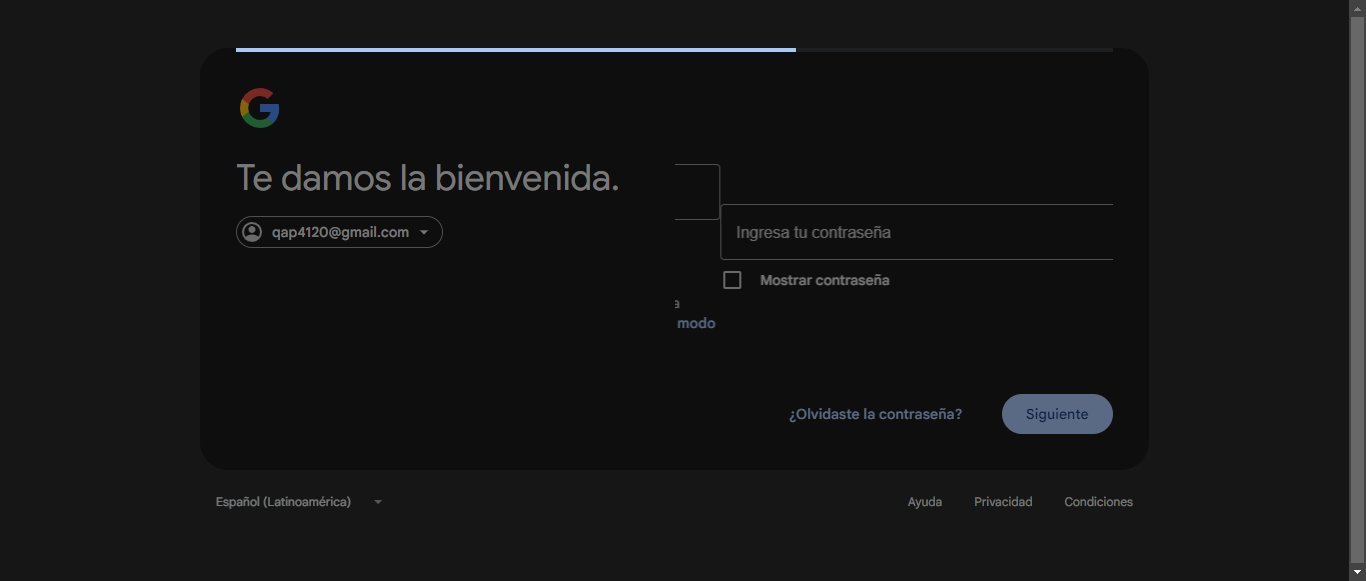 Te damos la bienvenida.
qap4120@gmail.com
Ingresa tu contraseña
Mostrar contraseña
a
modo
¿Olvidaste la contraseña?
Siguiente
Español (Latinoamérica)
Ayuda
Privacidad
Condiciones